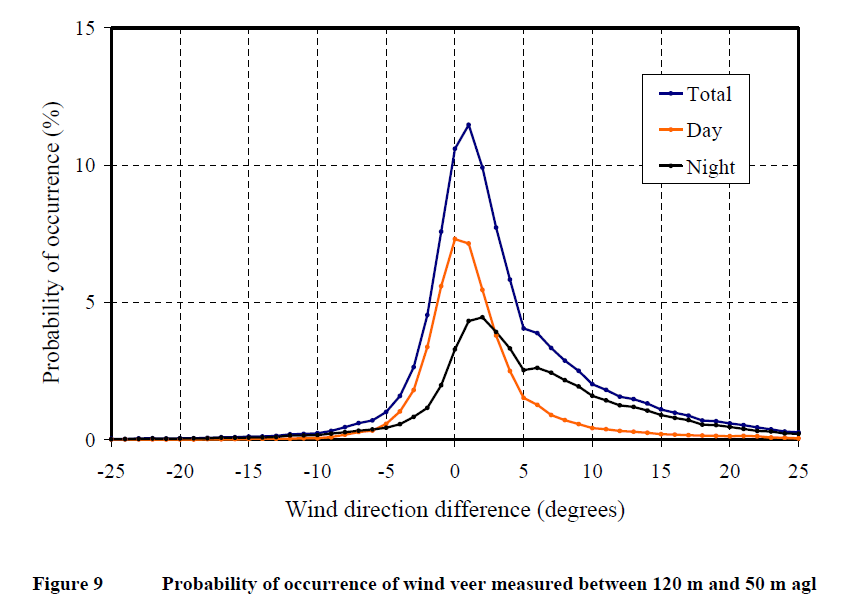 15
10
5
0
Probability of occurrence (%)
Total
Day
Night
-25 -20 -15 -10 -5 0 5 10 15 20 25
Wind direction difference (degrees)
Figure 9 Probability of occurrence of wind veer measured between 120 m and 50 m agl